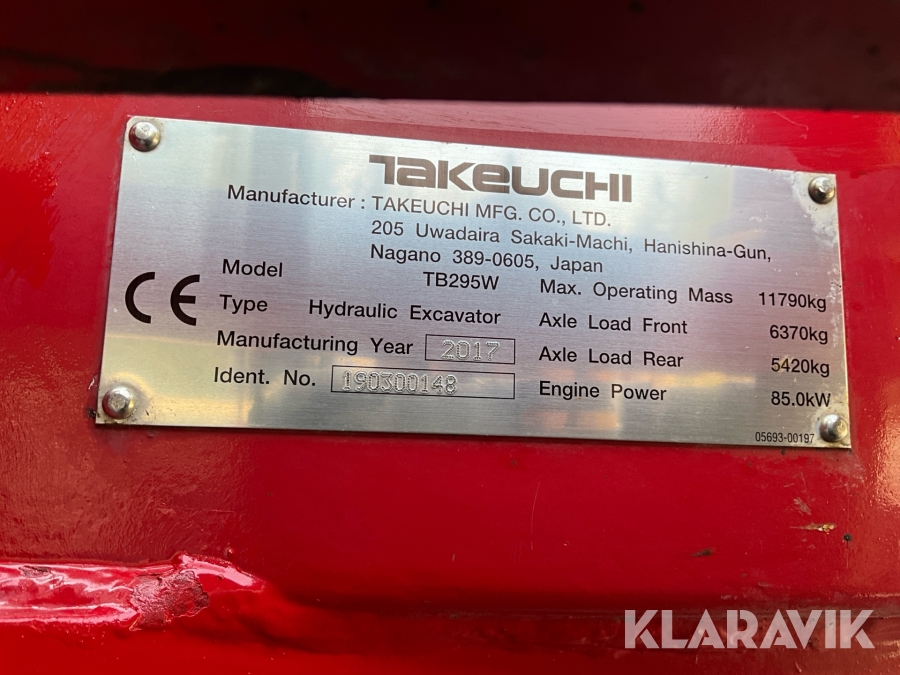 TAKEUCHI
Manufacturer : TAKEUCHI MFG. CO., LTD.
205 Uwadaira Sakaki-Machi, Hanishina-Gun,
Nagano 389-0605, Japan
CE
Model TB295W
Type Hydraulic Excavator
Manufacturing Year 2017
Ident. No. 190300148
Max. Operating Mass 11790kg
Axle Load Front 6370kg
Axle Load Rear 5420kg
Engine Power 85.0kW
05693-00197
KLARAVIK